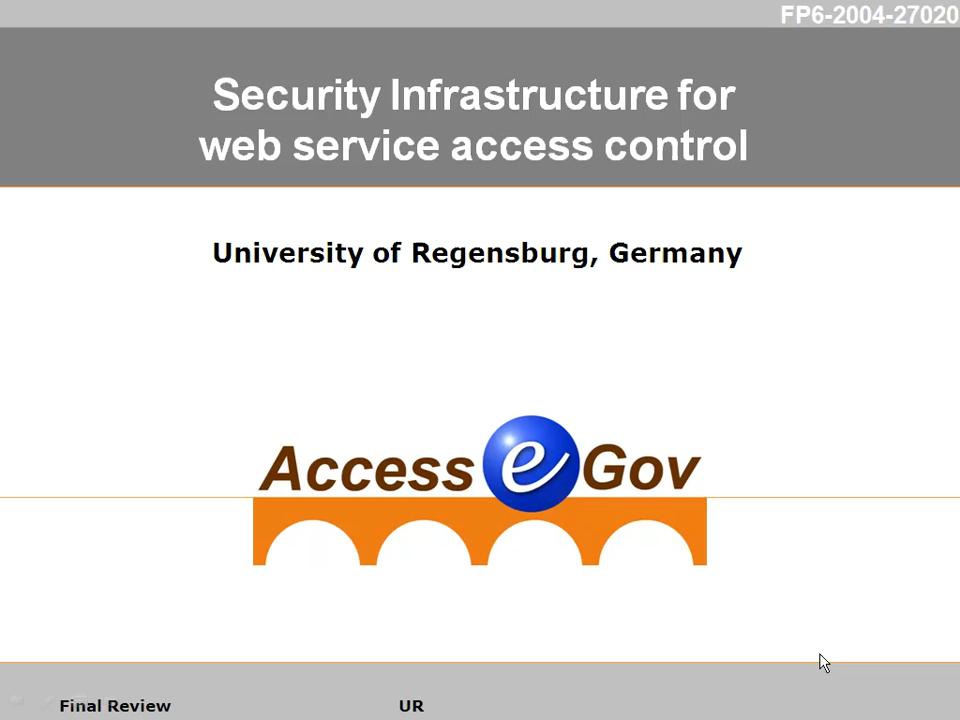 FP6-2004-27020
Security Infrastructure for
web service access control
University of Regensburg, Germany
Access e Gov
Final Review UR